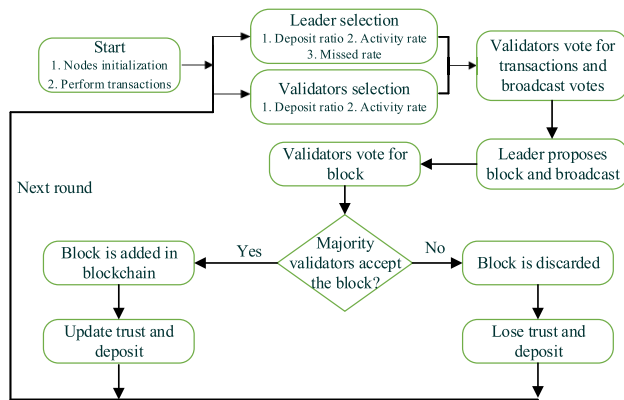 Start
1. Nodes initialization
2. Perform transactions
Leader selection
1. Deposit ratio 2. Activity rate
3. Missed rate
Validators selection
1. Deposit ratio 2. Activity rate
Validators vote for
transactions and
broadcast votes
Leader proposes
block and broadcast
Validators vote for
block
Next round
Majority
validators accept
the block?
Yes
No
Block is added in
blockchain
Block is discarded
Update trust and
deposit
Lose trust and
deposit